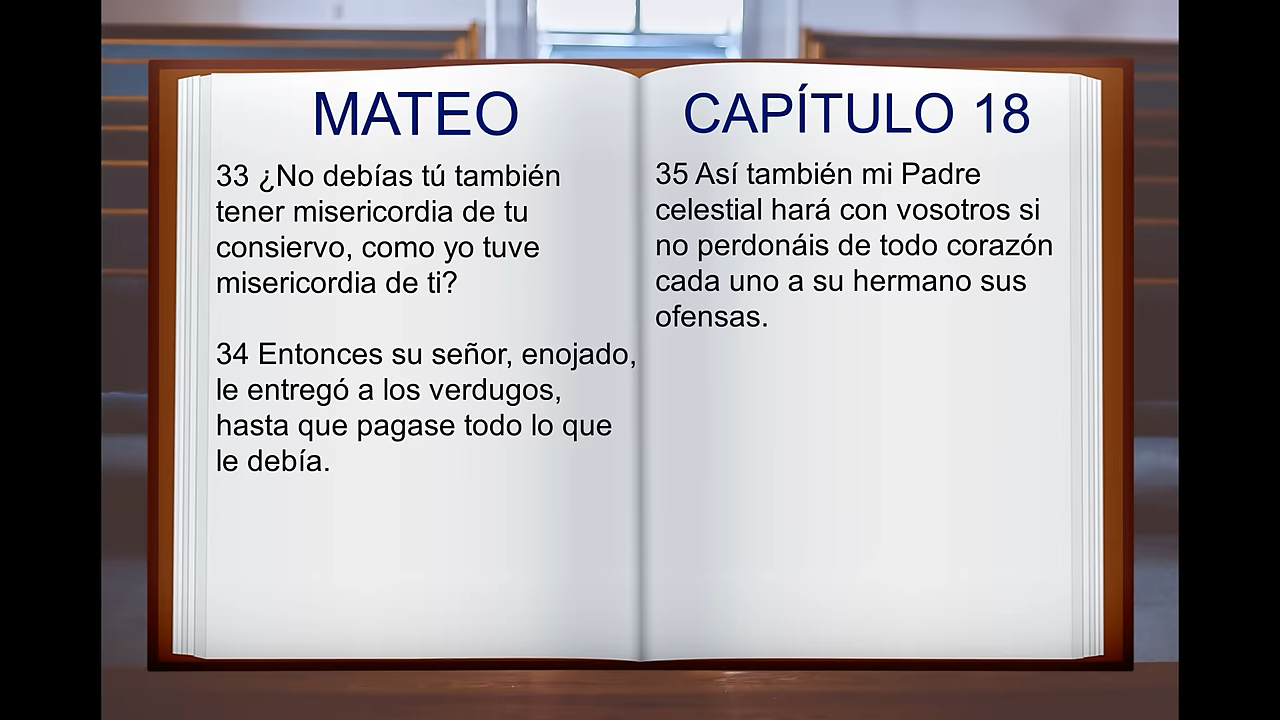 MATEO
33 ¿No debías tú también
tener misericordia de tu
consiervo, como yo tuve
misericordia de ti?
34 Entonces su señor, enojado,
le entregó a los verdugos,
hasta que pagase todo lo que
le debía.
CAPÍTULO 18
35 Así también mi Padre
celestial hará con vosotros si
no perdonáis de todo corazón
cada uno a su hermano sus
ofensas.